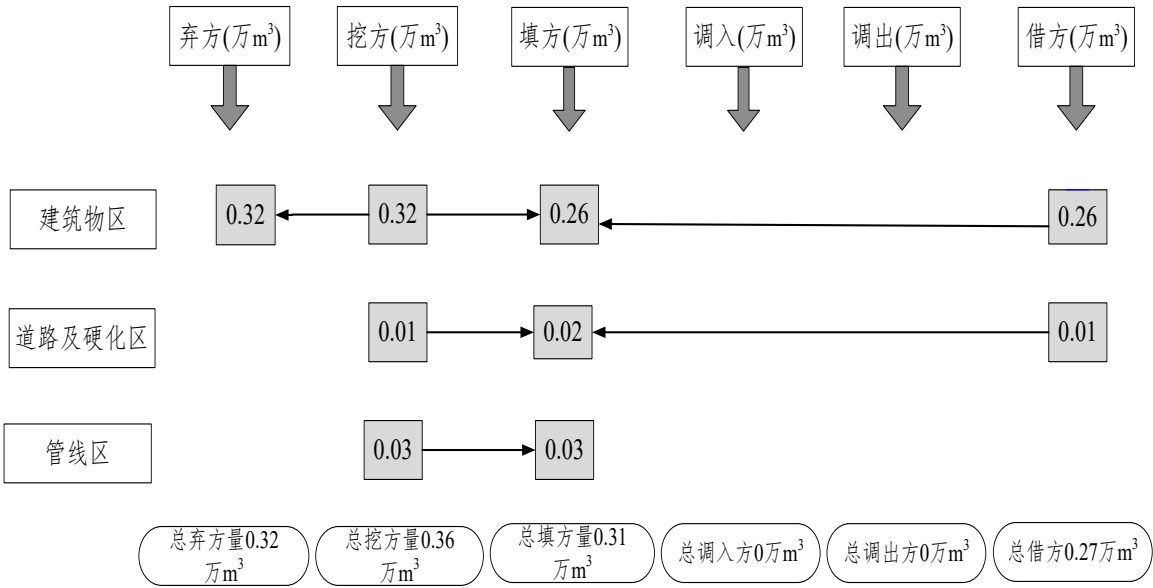 弃方(万m³) 挖方(万m³) 填方(万m³) 调入(万m³) 调出(万m³) 借方(万m³)
建筑物区 0.32 0.32 0.26 0.26
道路及硬化区 0.01 0.02 0.01
管线区 0.03 0.03
总弃方量0.32
万m³
总挖方量0.36
万m³
总填方量0.31
万m³
总调入方0万m³
总调出方0万m³
总借方0.27万m³